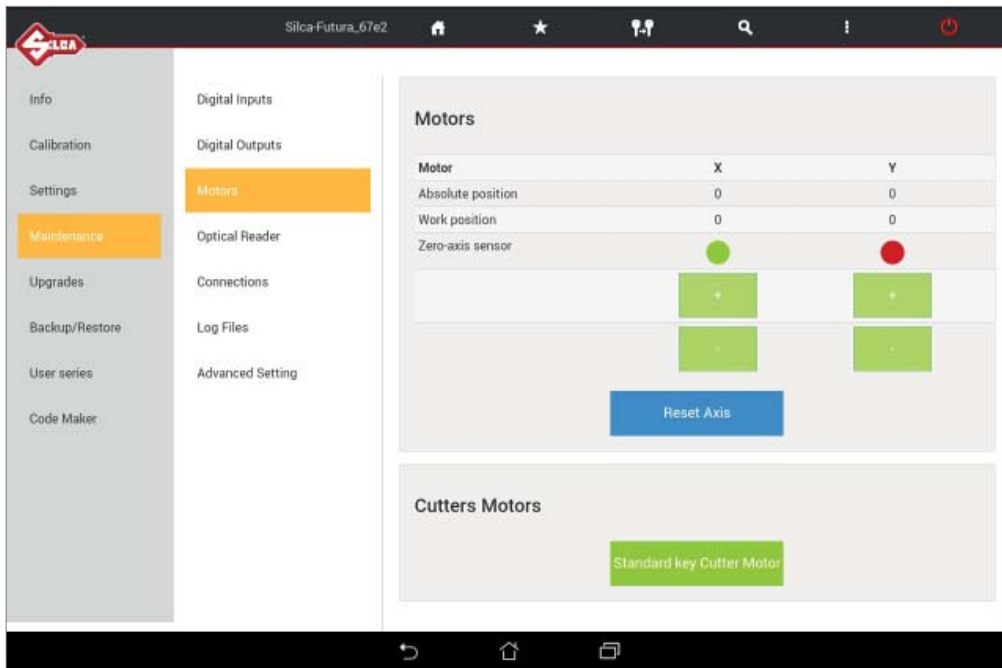 SILCA
Silca-Futura_67e2
Info
Calibration
Settings
Maintenance
Upgrades
Backup/Restore
User series
Code Maker
Digital Inputs
Digital Outputs
Motors
Optical Reader
Connections
Log Files
Advanced Setting
Motors
Motor X Y
Absolute position 0 0
Work position 0 0
Zero-axis sensor
+ +
- -
Reset Axis
Cutters Motors
Standard key Cutter Motor